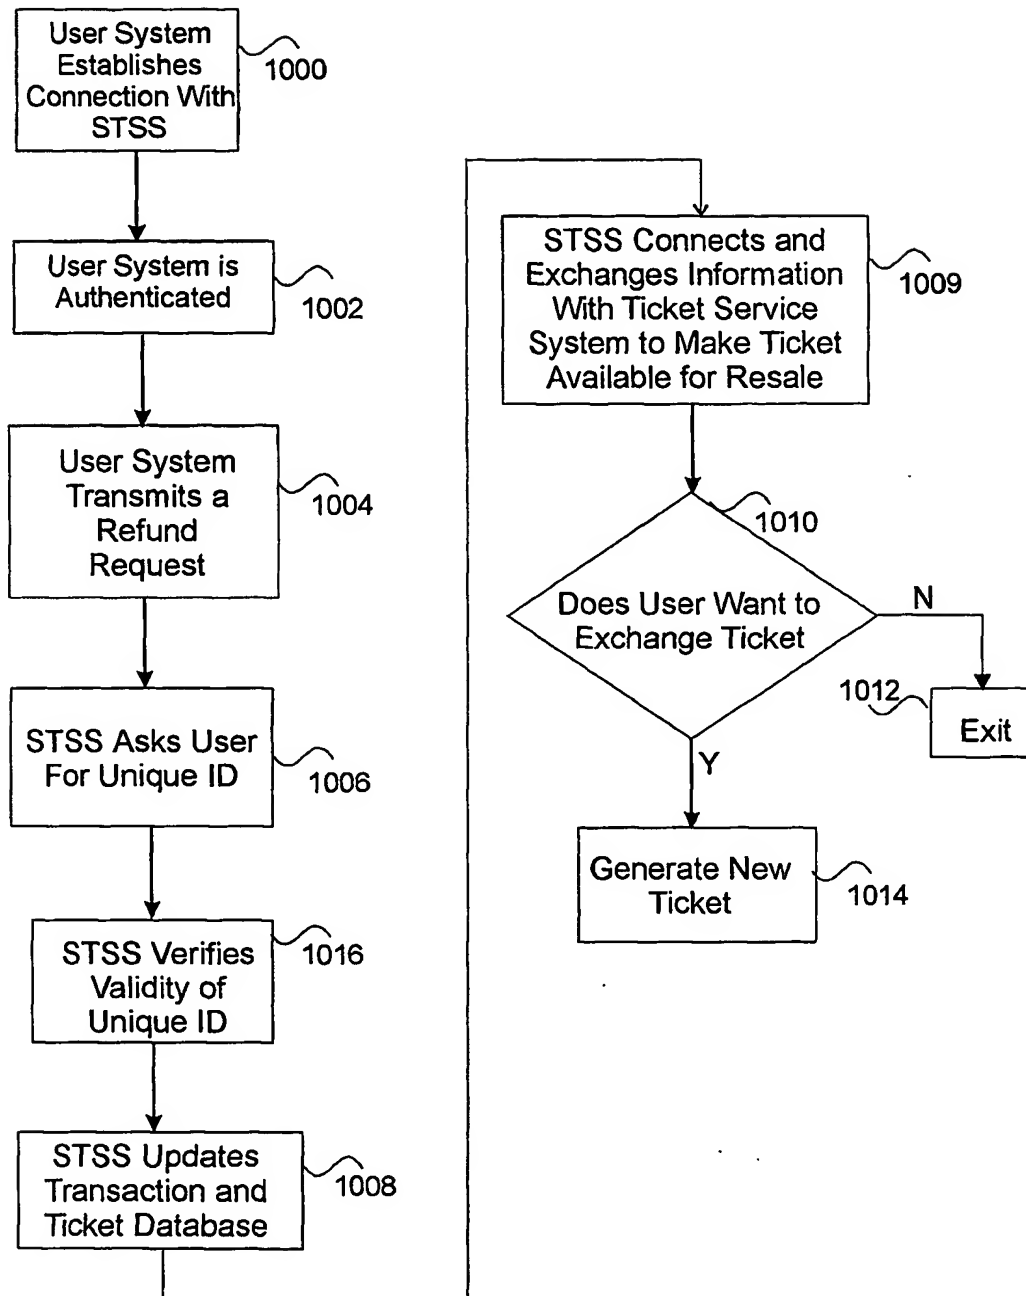 User System
Establishes
Connection With
STSS
1000
User System is
Authenticated
1002
User System
Transmits a
Refund
Request
1004
STSS Asks User
For Unique ID
1006
STSS Verifies
Validity of
Unique ID
1016
STSS Updates
Transaction and
Ticket Database
1008
STSS Connects and
Exchanges Information
With Ticket Service
System to Make Ticket
Available for Resale
1009
1010
Does User Want to
Exchange Ticket
N
1012
Exit
Y
Generate New
Ticket
1014